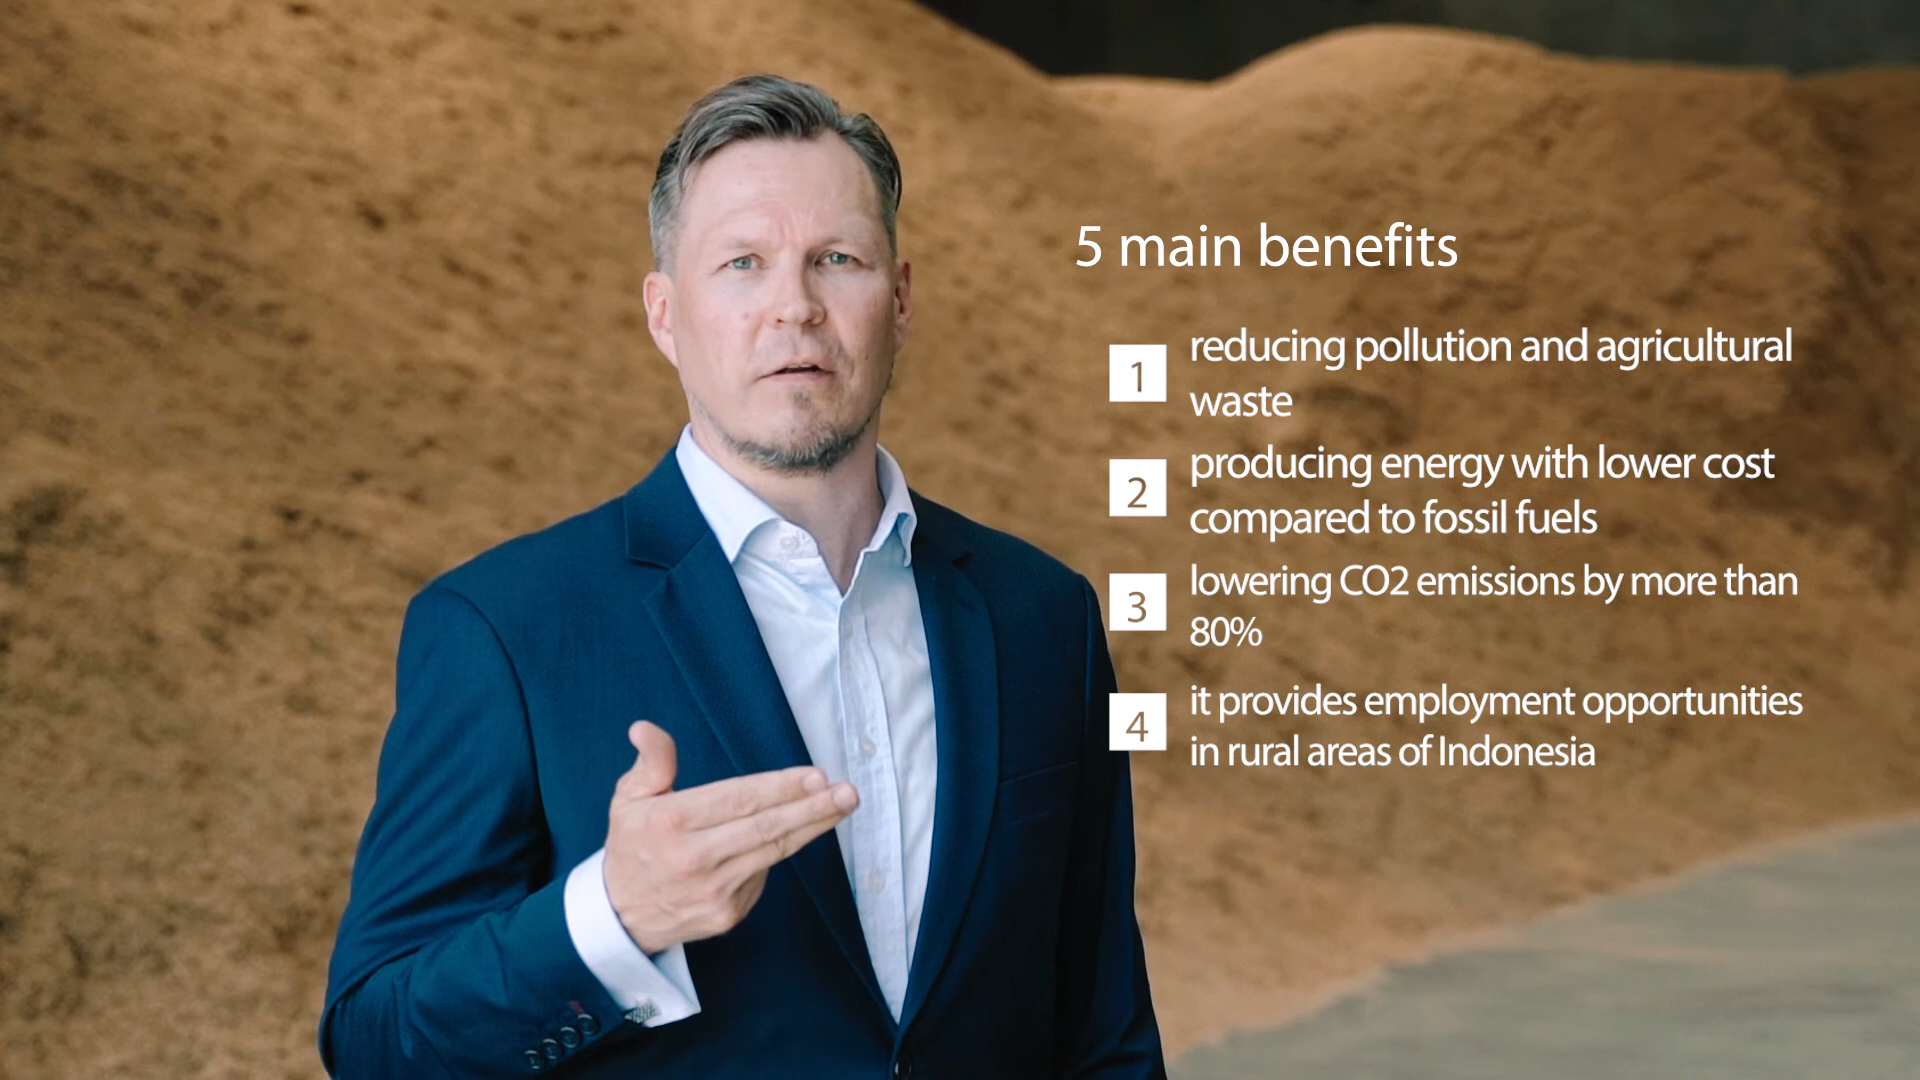 5 main benefits
1
reducing pollution and agricultural
waste
2
producing energy with lower cost
compared to fossil fuels
3
lowering CO2 emissions by more than
80%
4
it provides employment opportunities
in rural areas of Indonesia